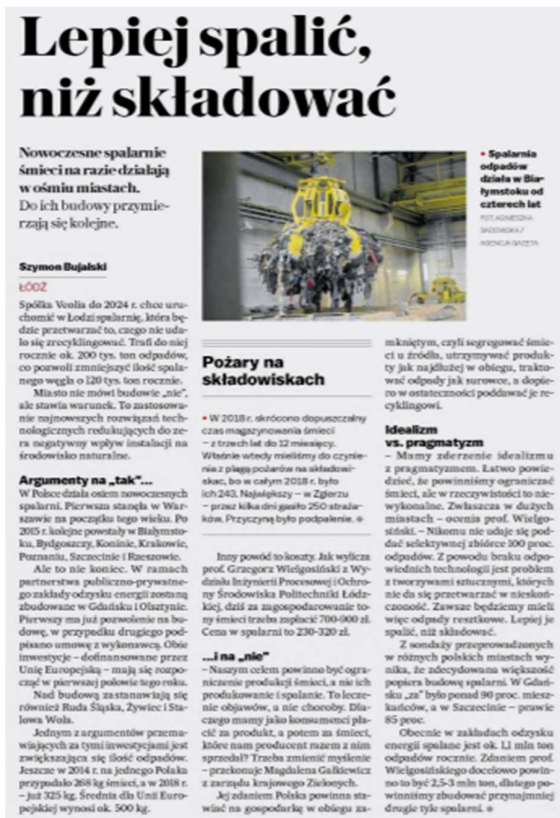 Lepiej spalić,
niż składować
Nowoczesne spalarnie
śmieci na razie działają
w ośmiu miastach.
Do ich budowy przymie-
rzają się kolejne.
• Spalarnia
odpadów
działa w Bia-
łymstoku od
czterech lat
FOT. AGNIESZKA
SADOWSKA /
AGENCJA GAZETA
Szymon Bujalski
ŁÓDŹ
Spółka Veolia do 2024 r. chce uru-
chomić w Łodzi spalarnię, która bę-
dzie przetwarzać to, czego nie uda-
ło się zrecyklingować. Trafi do niej
rocznie ok. 200 tys. ton odpadów,
co pozwoli zmniejszyć ilość spala-
nego węgla o 120 tys. ton rocznie.
Miasto nie mówi budowie „nie”,
ale stawia warunek. To zastosowa-
nie najnowszych rozwiązań tech-
nologicznych redukujących do ze-
ra negatywny wpływ instalacji na
środowisko naturalne.
Argumenty na „tak”...
W Polsce działa osiem nowoczesnych
spalarni. Pierwsza stanęła w War-
szawie na początku tego wieku. Po
2015 r. kolejne powstały w Białymsto-
ku, Bydgoszczy, Koninie, Krakowie,
Poznaniu, Szczecinie i Rzeszowie.
Ale to nie koniec. W ramach
partnerstwa publiczno-prywatne-
go zakłady odzysku energii zostaną
zbudowane w Gdańsku i Olsztynie.
Pierwszy ma już pozwolenie na bu-
dowę, w przypadku drugiego pod-
pisano umowę z wykonawcą. Obie
inwestycje – dofinansowane przez
Unię Europejską – mają się rozpo-
cząć w pierwszej połowie tego roku.
Nad budową zastanawiają się
również Ruda Śląska, Żywiec i Sta-
lowa Wola.
Jednym z argumentów przema-
wiających za tymi inwestycjami jest
zwiększająca się ilość odpadów.
Jeszcze w 2014 r. na jednego Polaka
przypadało 268 kg śmieci, a w 2018 r.
– już 325 kg. Średnia dla Unii Euro-
pejskiej wynosi ok. 500 kg.
Pożary na
składowiskach
• W 2018 r. skrócono dopuszczalny
czas magazynowania śmieci
– z trzech lat do 12 miesięcy.
Właśnie wtedy mieliśmy do czynie-
nia z plagą pożarów na składowi-
skach, bo w całym 2018 r. było
ich 243. Największy – w Zgierzu
– przez kilka dni gasiło 250 straża-
ków. Przyczyną było podpalenie. •
Inny powód to koszty. Jak wylicza
prof. Grzegorz Wielgosiński z Wy-
działu Inżynierii Procesowej i Ochro-
ny Środowiska Politechniki Łódz-
kiej, dziś za zagospodarowanie to-
ny śmieci trzeba zapłacić 700-900 zł.
Cena w spalarni to 230-320 zł.
...i na „nie”
– Naszym celem powinno być ogra-
niczenie produkcji śmieci, a nie ich
produkowanie i spalanie. To lecze-
nie objawów, a nie choroby. Dla-
czego mamy jako konsumenci pła-
cić za produkt, a potem za śmieci,
które nam producent razem z nim
sprzedał? Trzeba zmienić myślenie
– przekonuje Magdalena Gałkiewicz
z zarządu krajowego Zielonych.
Jej zdaniem Polska powinna sta-
wiać na gospodarkę w obiegu za-
mkniętym, czyli segregować śmie-
ci u źródła, utrzymywać produk-
ty jak najdłużej w obiegu, trakto-
wać odpady jak surowce, a dopie-
ro w ostateczności poddawać je re-
cyklingowi.
Idealizm
vs. pragmatyzm
– Mamy zderzenie idealizmu
z pragmatyzmem. Łatwo powie-
dzieć, że powinniśmy ograniczać
śmieci, ale w rzeczywistości to nie-
wykonalne. Zwłaszcza w dużych
miastach – ocenia prof. Wielgo-
siński. – Nikomu nie udaje się pod-
dać selektywnej zbiórce 100 proc.
odpadów. Z powodu braku odpo-
wiednich technologii jest problem
z tworzywami sztucznymi, których
nie da się przetwarzać w nieskoń-
czoność. Zawsze będziemy mieli
więc odpady resztkowe. Lepiej je
spalić, niż składować.
Z sondaży przeprowadzonych
w różnych polskich miastach wy-
nika, że zdecydowana większość
popiera budowę spalarni. W Gdań-
sku „za” było ponad 90 proc. miesz-
kańców, a w Szczecinie – prawie
85 proc.
Obecnie w zakładach odzysku
energii spalane jest ok. 1,1 mln ton
odpadów rocznie. Zdaniem prof.
Wielgosińskiego docelowo powin-
no to być 2,5-3 mln ton, dlatego po-
winniśmy zbudować przynajmniej
drugie tyle spalarni. •